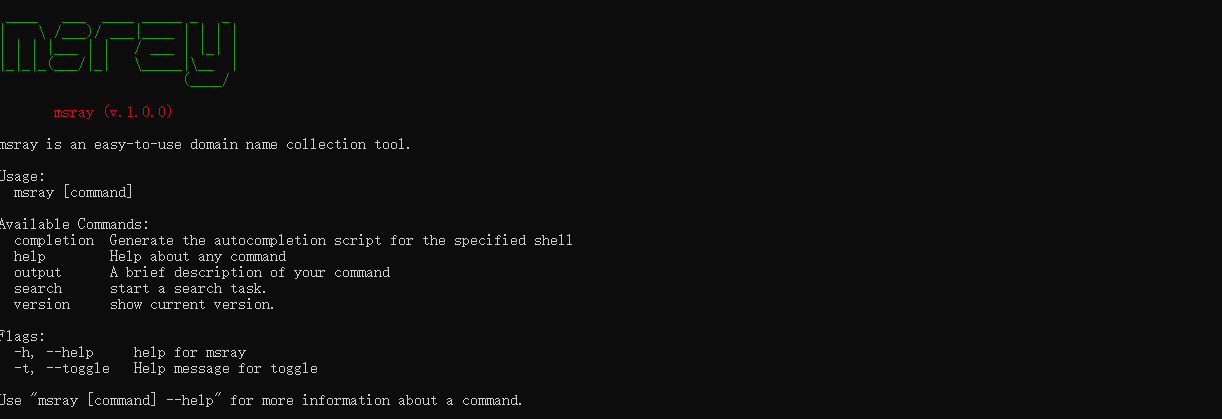 msray
msray (v.1.0.0)
msray is an easy-to-use domain name collection tool.
Usage:
msray [command]
Available Commands:
completion Generate the autocompletion script for the specified shell
help Help about any command
output A brief description of your command
search start a search task.
version show current version.
Flags:
-h, --help help for msray
-t, --toggle Help message for toggle
Use "msray [command] --help" for more information about a command.